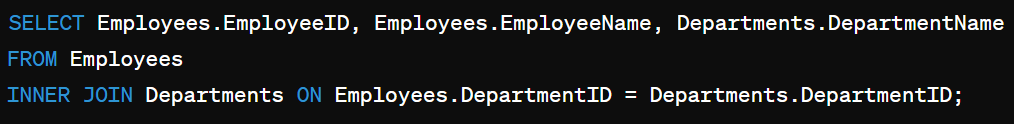 SELECT Employees.EmployeeID, Employees.EmployeeName, Departments.DepartmentName
FROM Employees
INNER JOIN Departments ON Employees.DepartmentID = Departments.DepartmentID;